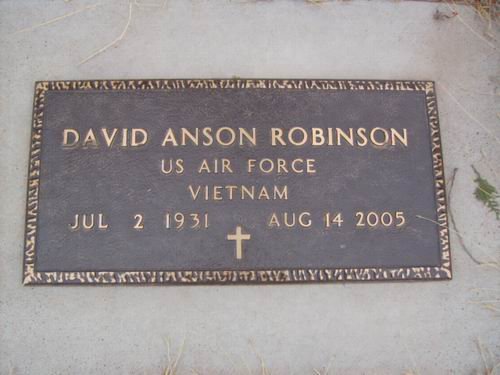 DAVID ANSON ROBINSON
US AIR FORCE
VIETNAM
JUL 2 1931 AUG 14 2005